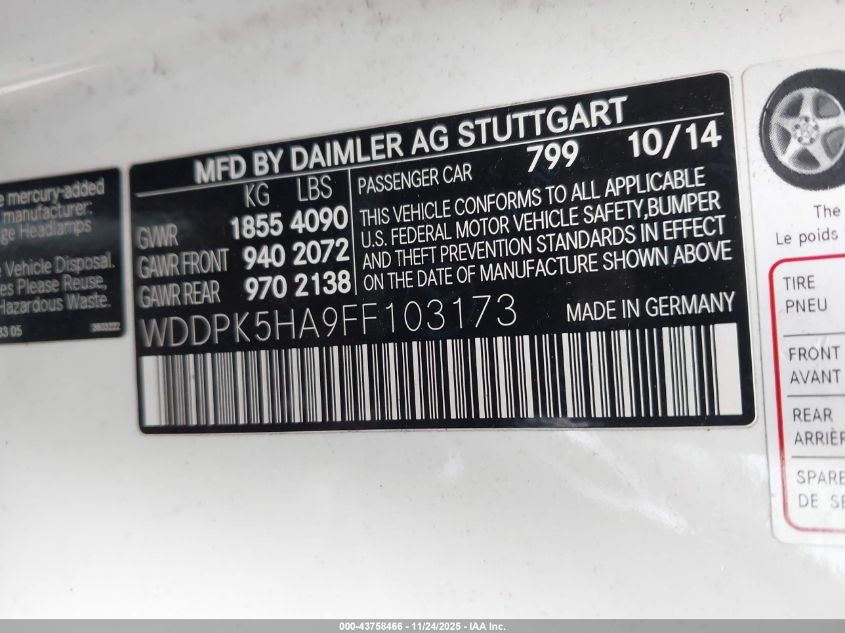 e mercury-added
manufacturer:
ge Headlamps
Vehicle Disposal.
es Please Reuse,
Hazardous Waste.
33 05
MFD BY DAIMLER AG STUTTGART
KG LBS
GVWR 1855 4090
GAWR FRONT 940 2072
GAWR REAR 970 2138
PASSENGER CAR 799 10/14
THIS VEHICLE CONFORMS TO ALL APPLICABLE
U.S. FEDERAL MOTOR VEHICLE SAFETY,BUMPER
AND THEFT PREVENTION STANDARDS IN EFFECT
ON THE DATE OF MANUFACTURE SHOWN ABOVE
WDDPK5HA9FF103173
MADE IN GERMANY
The
Le poids
TIRE
PNEU
FRONT
AVANT
REAR
ARRIÈR
SPARE
DE SE
000-43758466 - 11/24/2025 - IAA Inc.